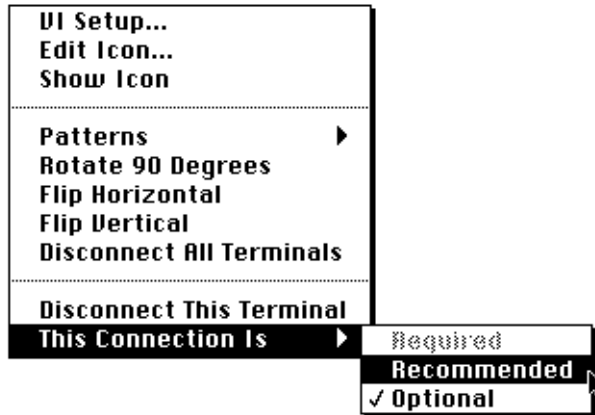 VI Setup...
Edit Icon...
Show Icon
Patterns
Rotate 90 Degrees
Flip Horizontal
Flip Vertical
Disconnect All Terminals
Disconnect This Terminal
This Connection Is
Required
Recommended
✓ Optional